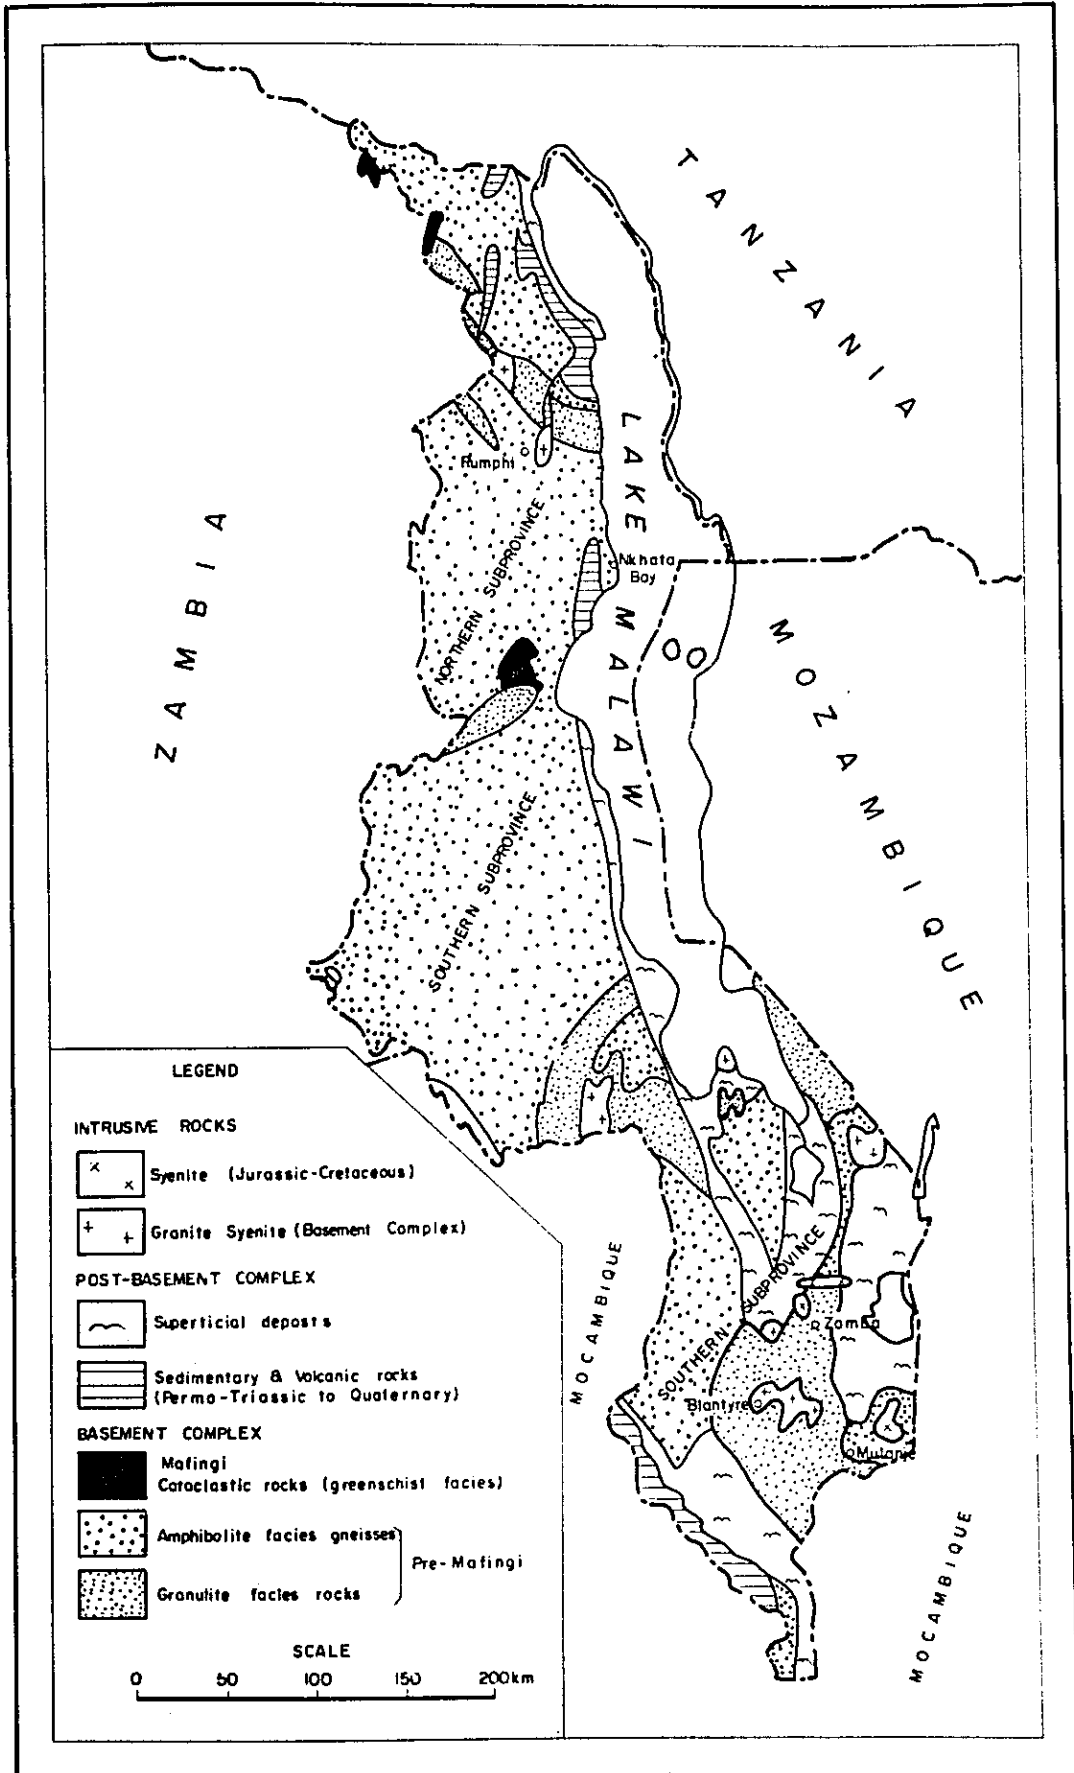 TANZANIA
ZAMBIA
LAKE MALAWI
MOZAMBIQUE
Rumphi
NORTHERN SUBPROVINCE
Nkhata
Bay
SOUTHERN SUBPROVINCE
MOCAMBIQUE
SOUTHERN SUBPROVINCE
Zomba
Blantyre
Mulanje
MOCAMBIQUE
LEGEND
INTRUSIVE ROCKS
Syenite (Jurassic-Cretaceous)
Granite Syenite (Basement Complex)
POST-BASEMENT COMPLEX
Superticial deposts
Sedimentary & Volcanic rocks
(Permo-Triassic to Quaternary)
BASEMENT COMPLEX
Mafingi
Cataclastic rocks (greenschist facies)
Amphibolite facies gneisses
Pre-Mafingi
Granulite facies rocks
SCALE
0 50 100 150 200km